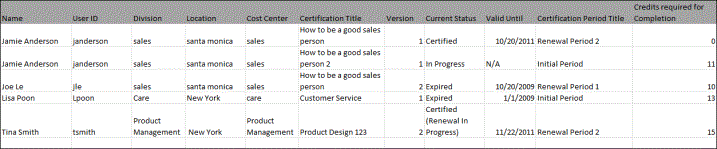 Credits required for
Name User ID Division Location Cost Center Certification Title Version Current Status Valid Until Certification Period Title Completion
How to be a good sales
Jamie Anderson janderson sales santa monica sales person 1 Certified 10/20/2011 Renewal Period 2 0
How to be a good sales
Jamie Anderson janderson sales santa monica sales person 2 1 In Progress N/A Initial Period 11
How to be a good sales
Joe Le jle sales santa monica sales person 2 Expired 10/20/2009 Renewal Period 1 10
Lisa Poon Lpoon Care New York care Customer Service 1 Expired 1/1/2009 Initial Period 13
Certified
Product Product (Renewal In
Tina Smith tsmith Management New York Management Product Design 123 2 Progress) 11/22/2011 Renewal Period 2 15